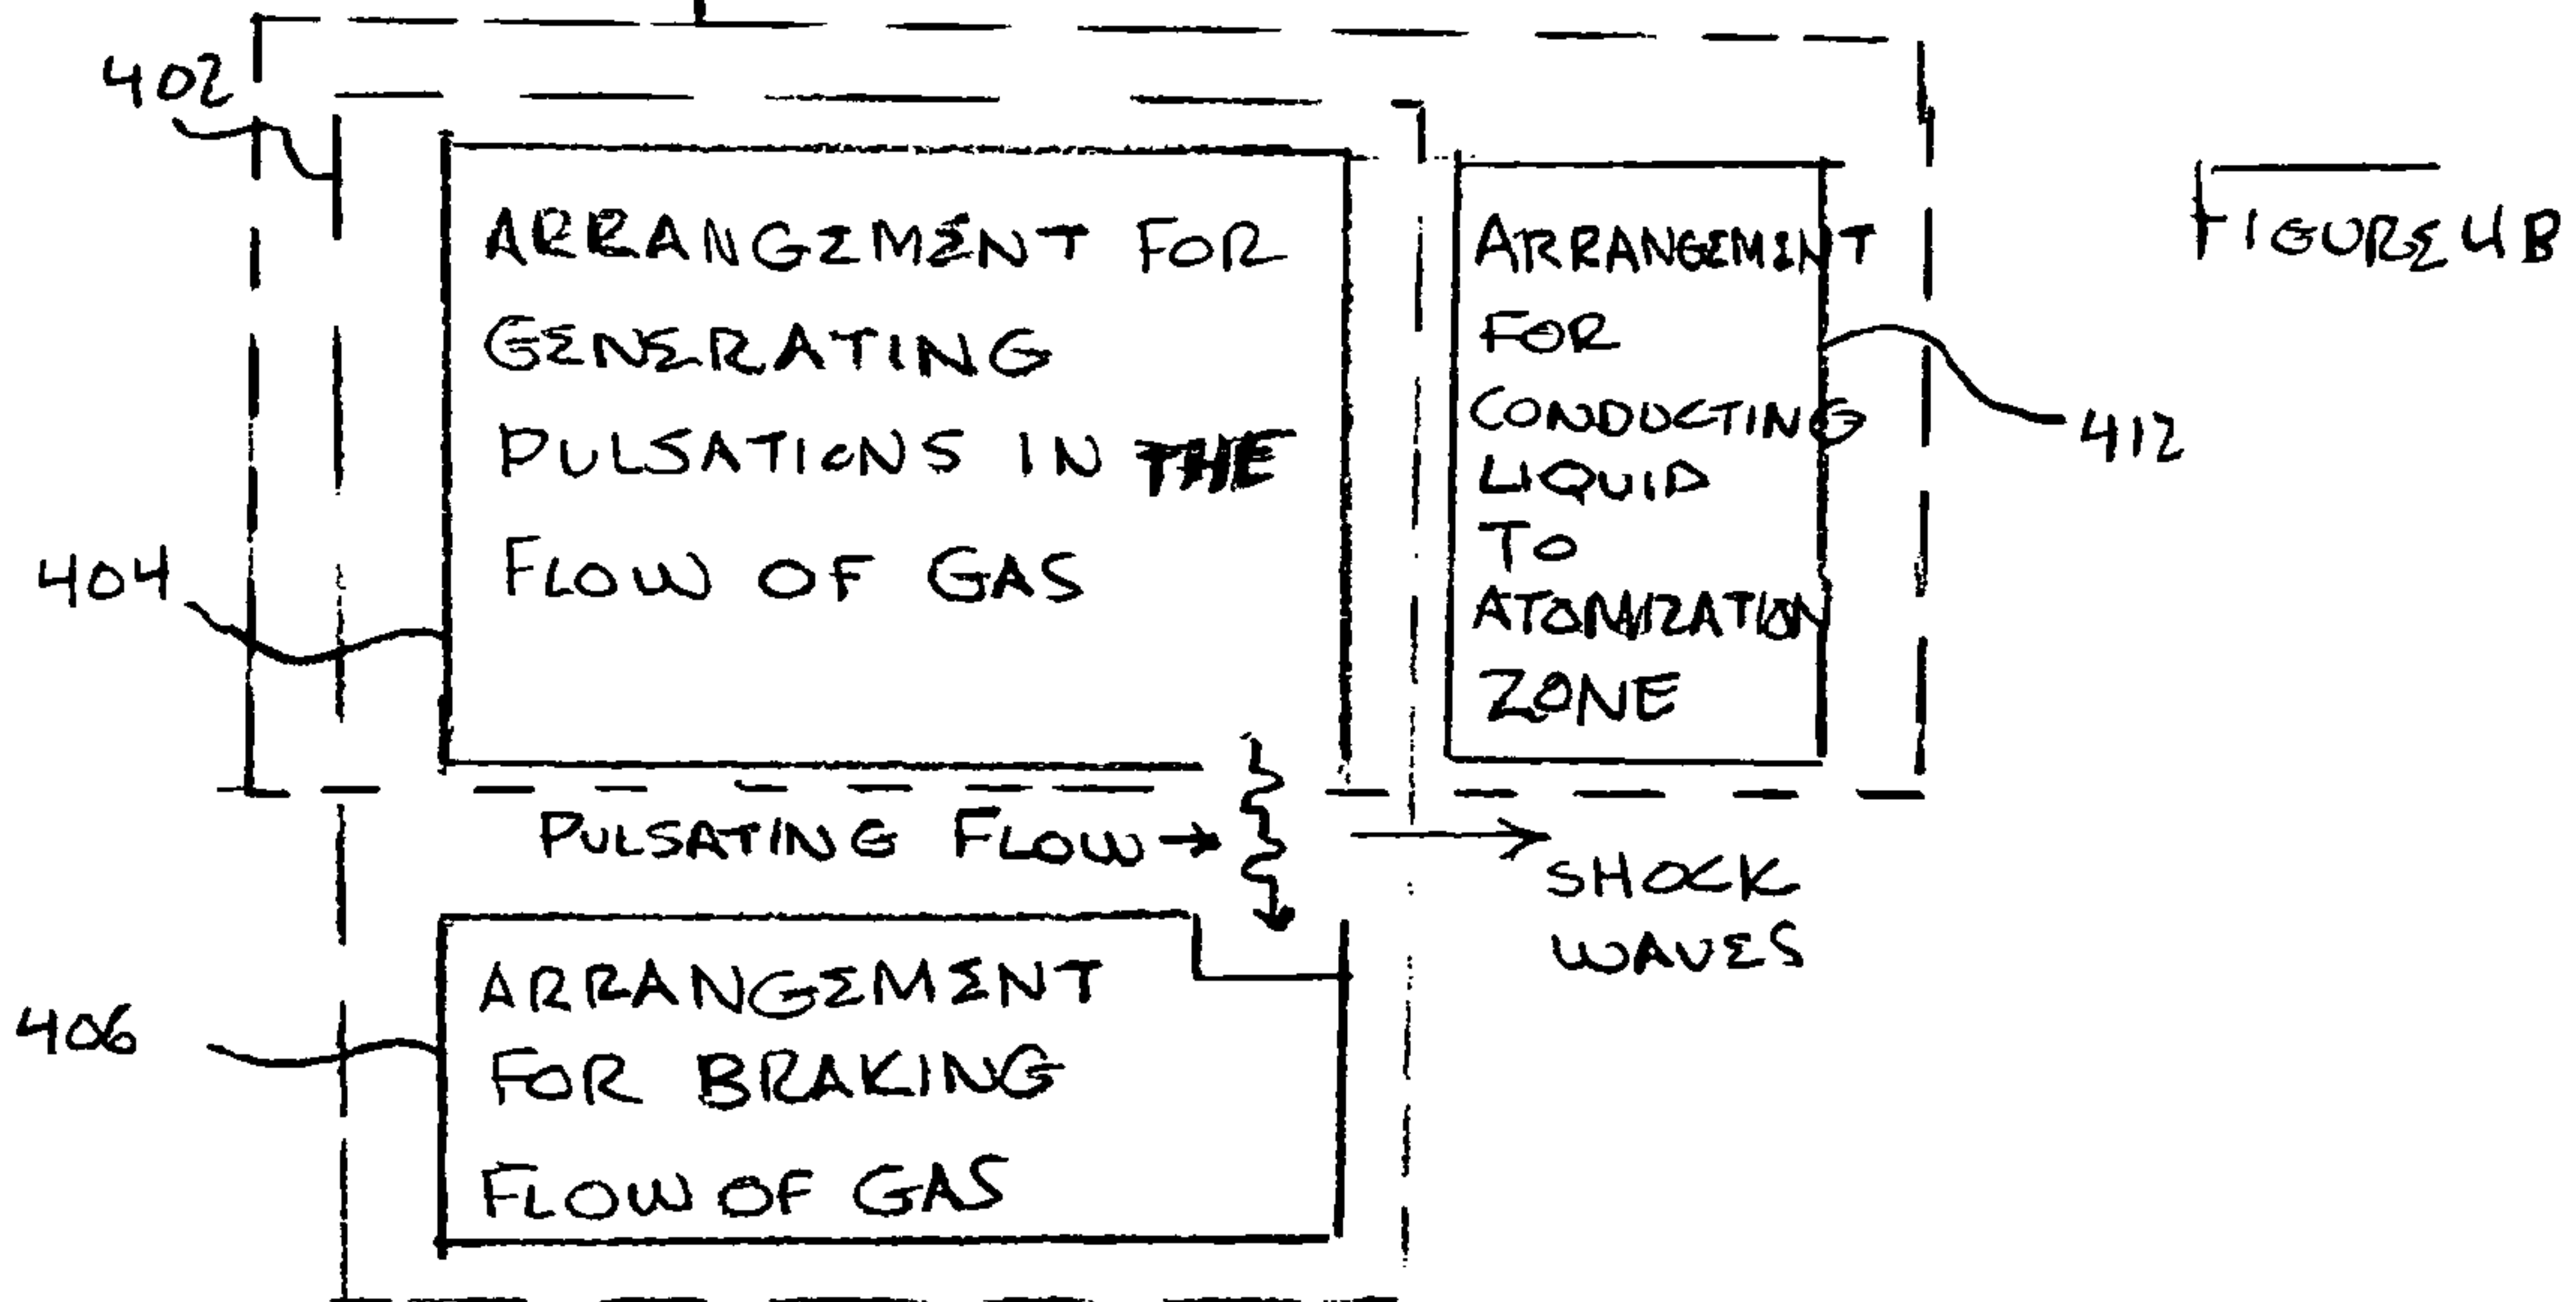 402
ARRANGEMENT FOR
GENERATING
PULSATIONS IN THE
FLOW OF GAS
404
ARRANGEMENT
FOR
CONDUCTING
LIQUID
TO
ATOMIZATION
ZONE
412
FIGURE 4B
PULSATING FLOW →
SHOCK
WAVES
406
ARRANGEMENT
FOR BRAKING
FLOW OF GAS